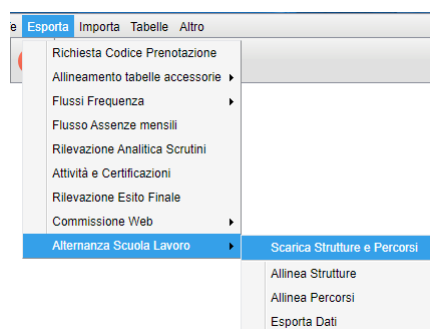 e Esporta Importa Tabelle Altro
Richiesta Codice Prenotazione
Allineamento tabelle accessorie
Flussi Frequenza
Flusso Assenze mensili
Rilevazione Analitica Scrutini
Attività e Certificazioni
Rilevazione Esito Finale
Commissione Web
Alternanza Scuola Lavoro
Scarica Strutture e Percorsi
Allinea Strutture
Allinea Percorsi
Esporta Dati